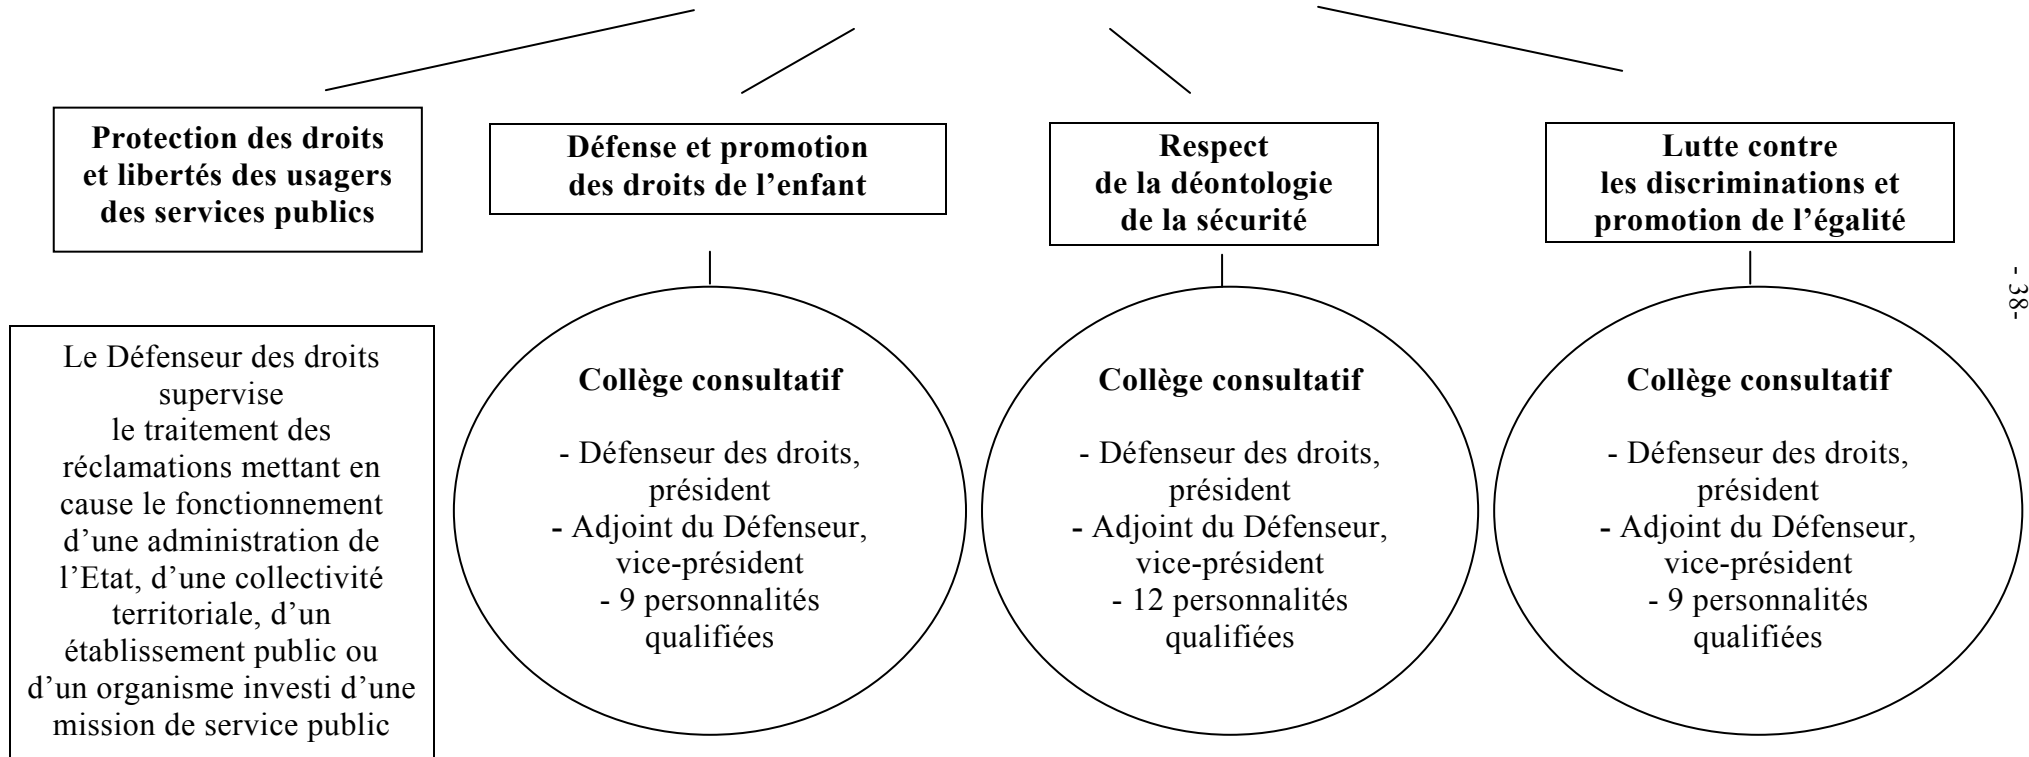 Protection des droits
et libertés des usagers
des services publics
Défense et promotion
des droits de l’enfant
Respect
de la déontologie
de la sécurité
Lutte contre
les discriminations et
promotion de l’égalité
Le Défenseur des droits
supervise
le traitement des
réclamations mettant en
cause le fonctionnement
d’une administration de
l’Etat, d’une collectivité
territoriale, d’un
établissement public ou
d’un organisme investi d’une
mission de service public
Collège consultatif
- Défenseur des droits,
président
- Adjoint du Défenseur,
vice-président
- 9 personnalités
qualifiées
Collège consultatif
- Défenseur des droits,
président
- Adjoint du Défenseur,
vice-président
- 12 personnalités
qualifiées
Collège consultatif
- Défenseur des droits,
président
- Adjoint du Défenseur,
vice-président
- 9 personnalités
qualifiées
- 38-